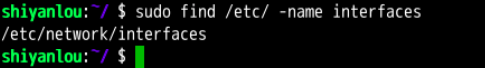 shiyanlou:~/ $ sudo find /etc/ -name interfaces
/etc/network/interfaces
shiyanlou:~/ $